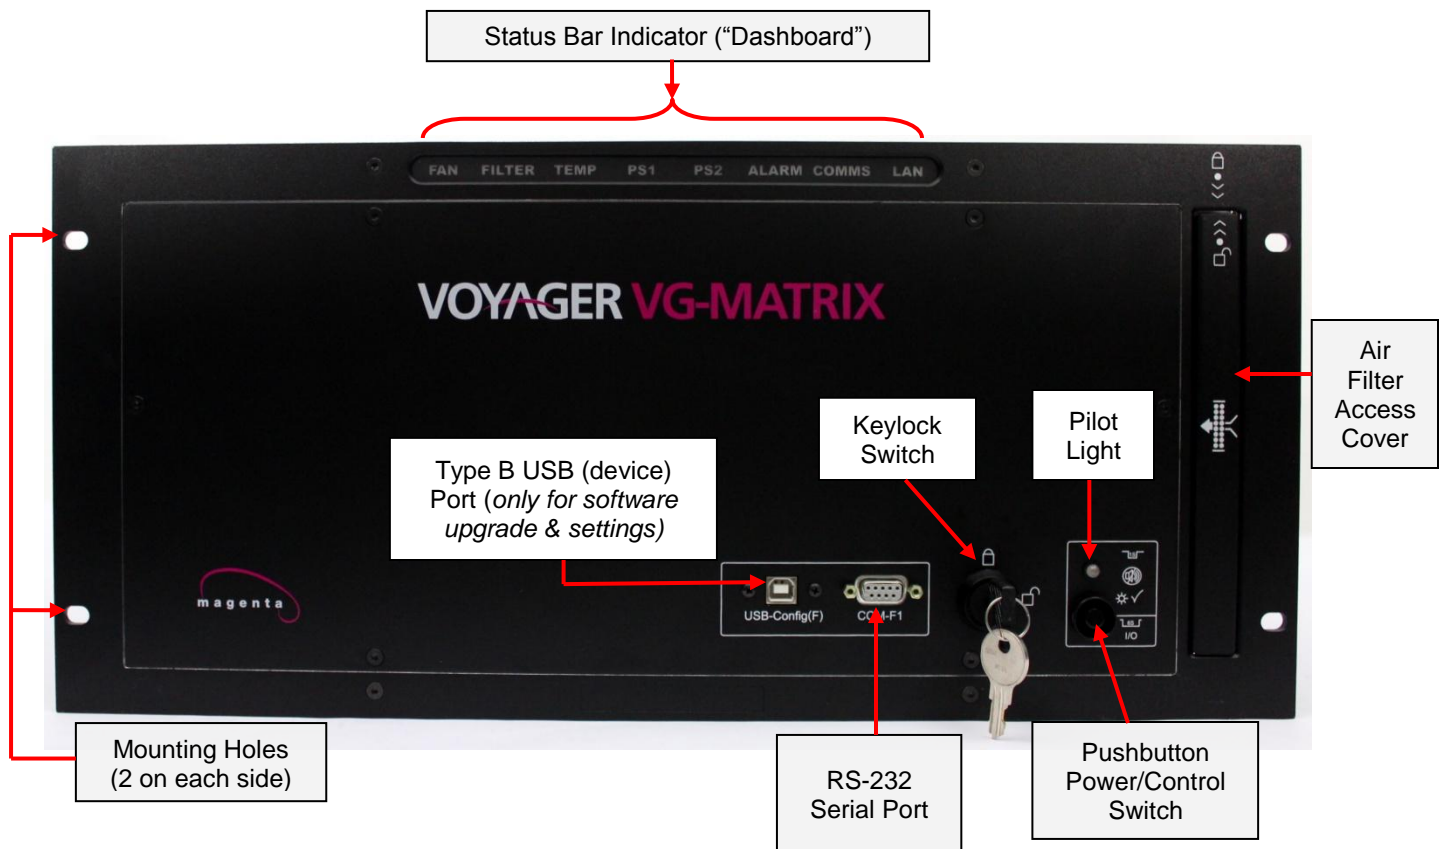 Status Bar Indicator (“Dashboard”)
FAN FILTER TEMP PS1 PS2 ALARM COMMS LAN
VOYAGER VG-MATRIX
Air
Filter
Access
Cover
Keylock
Switch
Pilot
Light
Type B USB (device)
Port (only for software
upgrade & settings)
magenta
USB-Config(F)
COM-F1
I/O
Mounting Holes
(2 on each side)
RS-232
Serial Port
Pushbutton
Power/Control
Switch